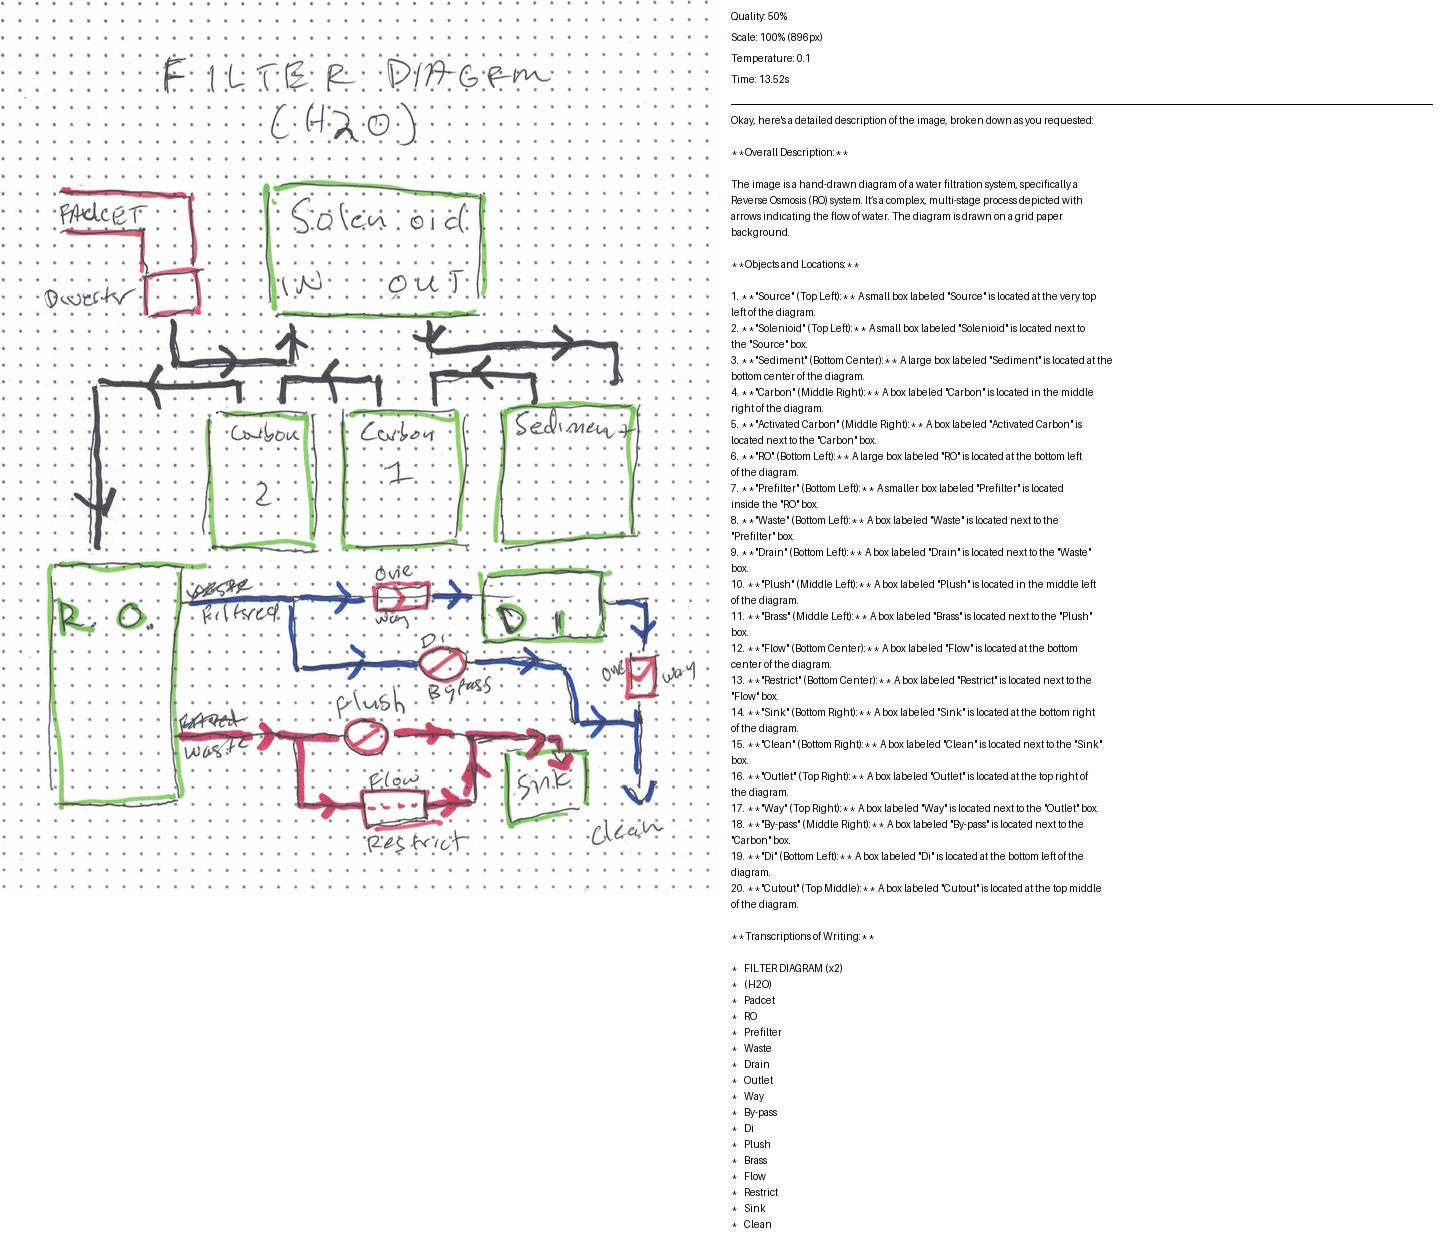 FILTER DIAGRM
(H2O)
FAUCET
Diverter
Solenoid
IN OUT
Carbon
2
Carbon
1
Sediment
R.O.
waste
Filtered
one
way
DI
Di
Bypass
one way
Filtered
waste
Flush
Flow
Restrict
Sink
Clean
Quality: 50%
Scale: 100% (896px)
Temperature: 0.1
Time: 13.52s
Okay, here's a detailed description of the image, broken down as you requested:
**Overall Description:**
The image is a hand-drawn diagram of a water filtration system, specifically a
Reverse Osmosis (RO) system. It's a complex, multi-stage process depicted with
arrows indicating the flow of water. The diagram is drawn on a grid paper
background.
**Objects and Locations:**
1. **"Source" (Top Left):** A small box labeled "Source" is located at the very top
left of the diagram.
2. **"Solenioid" (Top Left):** A small box labeled "Solenioid" is located next to
the "Source" box.
3. **"Sediment" (Bottom Center):** A large box labeled "Sediment" is located at the
bottom center of the diagram.
4. **"Carbon" (Middle Right):** A box labeled "Carbon" is located in the middle
right of the diagram.
5. **"Activated Carbon" (Middle Right):** A box labeled "Activated Carbon" is
located next to the "Carbon" box.
6. **"RO" (Bottom Left):** A large box labeled "RO" is located at the bottom left
of the diagram.
7. **"Prefilter" (Bottom Left):** A smaller box labeled "Prefilter" is located
inside the "RO" box.
8. **"Waste" (Bottom Left):** A box labeled "Waste" is located next to the
"Prefilter" box.
9. **"Drain" (Bottom Left):** A box labeled "Drain" is located next to the "Waste"
box.
10. **"Plush" (Middle Left):** A box labeled "Plush" is located in the middle left
of the diagram.
11. **"Brass" (Middle Left):** A box labeled "Brass" is located next to the "Plush"
box.
12. **"Flow" (Bottom Center):** A box labeled "Flow" is located at the bottom
center of the diagram.
13. **"Restrict" (Bottom Center):** A box labeled "Restrict" is located next to the
"Flow" box.
14. **"Sink" (Bottom Right):** A box labeled "Sink" is located at the bottom right
of the diagram.
15. **"Clean" (Bottom Right):** A box labeled "Clean" is located next to the "Sink"
box.
16. **"Outlet" (Top Right):** A box labeled "Outlet" is located at the top right of
the diagram.
17. **"Way" (Top Right):** A box labeled "Way" is located next to the "Outlet" box.
18. **"By-pass" (Middle Right):** A box labeled "By-pass" is located next to the
"Carbon" box.
19. **"Di" (Bottom Left):** A box labeled "Di" is located at the bottom left of the
diagram.
20. **"Cutout" (Top Middle):** A box labeled "Cutout" is located at the top middle
of the diagram.
**Transcriptions of Writing:**
* FILTER DIAGRAM (x2)
* (H2O)
* Padcet
* RO
* Prefilter
* Waste
* Drain
* Outlet
* Way
* By-pass
* Di
* Plush
* Brass
* Flow
* Restrict
* Sink
* Clean